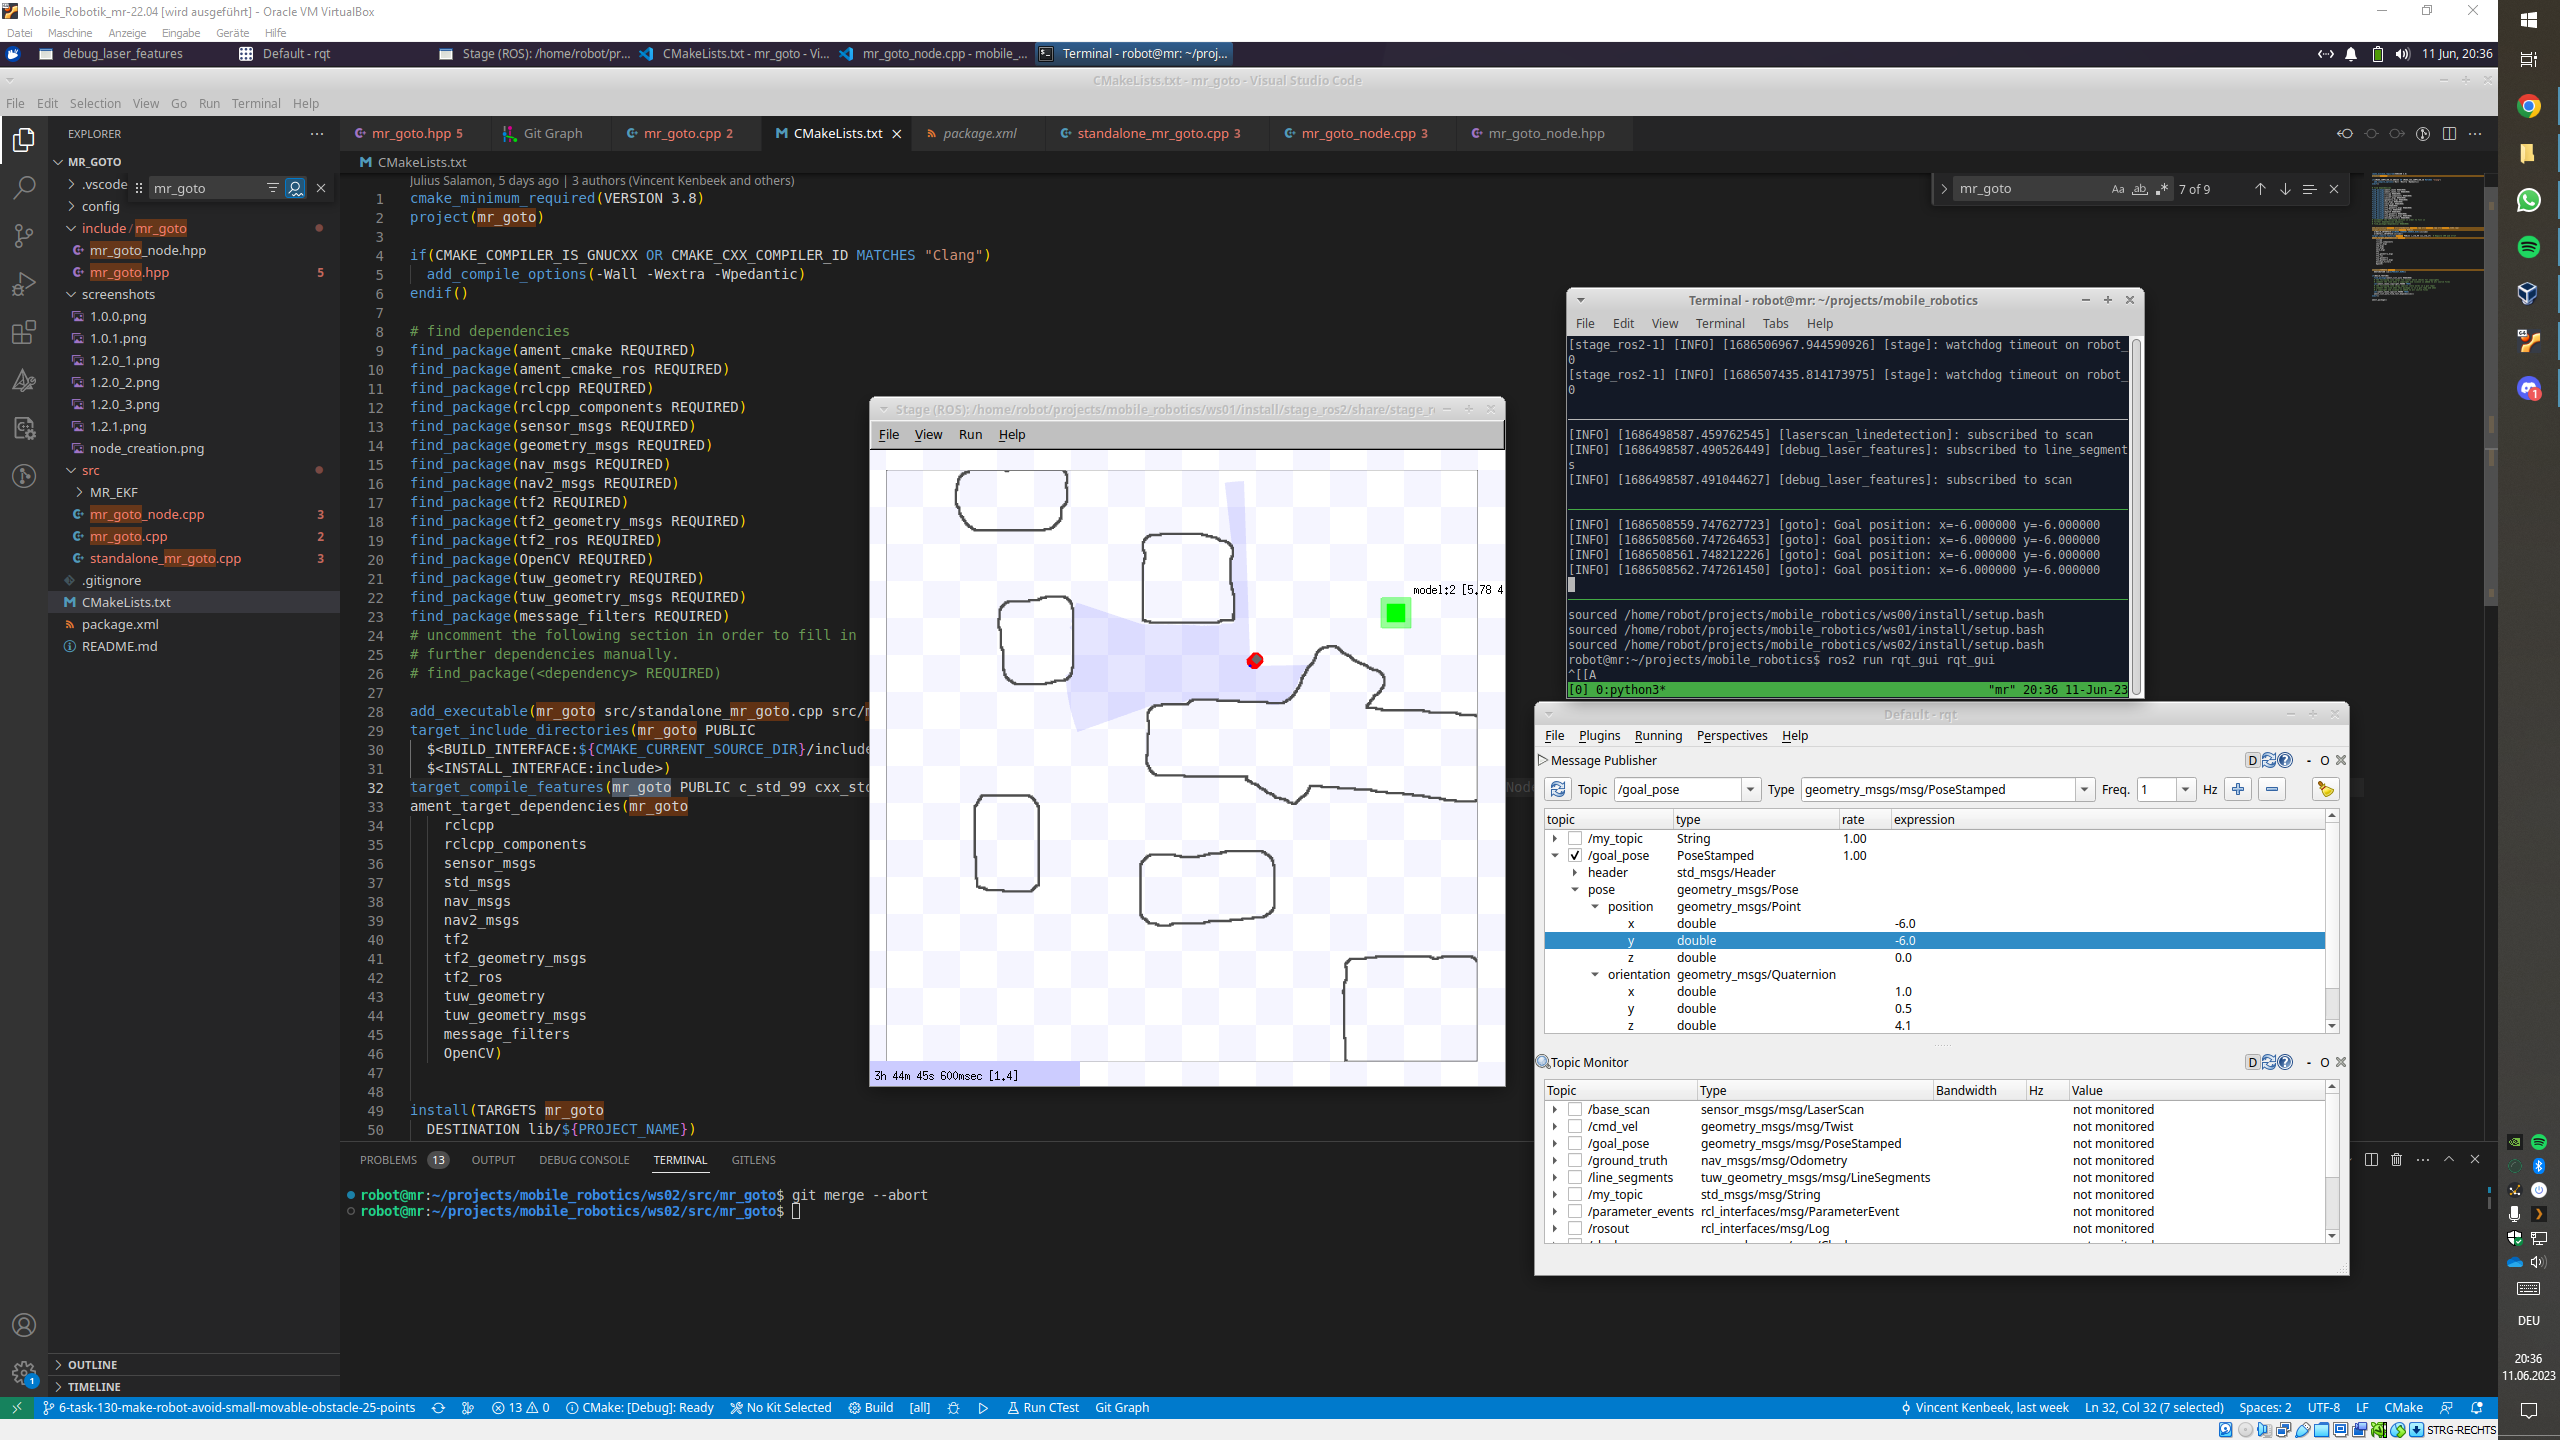 Mobile_Robotik_mr-22.04 [wird ausgeführt] - Oracle VM VirtualBox
Datei Maschine Anzeige Eingabe Geräte Hilfe
debug_laser_features
Default - rqt
Stage (ROS): /home/robot/pr...
CMakeLists.txt - mr_goto - Vi...
mr_goto_node.cpp - mobile_...
Terminal - robot@mr: ~/proj...
11 Jun, 20:36
CMakeLists.txt - mr_goto - Visual Studio Code
File Edit Selection View Go Run Terminal Help
EXPLORER
MR_GOTO
.vscode
mr_goto
config
include/mr_goto
mr_goto_node.hpp
mr_goto.hpp 5
screenshots
1.0.0.png
1.0.1.png
1.2.0_1.png
1.2.0_2.png
1.2.0_3.png
1.2.1.png
node_creation.png
src
MR_EKF
mr_goto_node.cpp 3
mr_goto.cpp 2
standalone_mr_goto.cpp 3
.gitignore
CMakeLists.txt
package.xml
README.md
OUTLINE
TIMELINE
mr_goto.hpp 5
Git Graph
mr_goto.cpp 2
CMakeLists.txt
package.xml
standalone_mr_goto.cpp 3
mr_goto_node.cpp 3
mr_goto_node.hpp
CMakeLists.txt
mr_goto
Aa ab .*
7 of 9
Julius Salamon, 5 days ago | 3 authors (Vincent Kenbeek and others)
1 cmake_minimum_required(VERSION 3.8)
2 project(mr_goto)
3
4 if(CMAKE_COMPILER_IS_GNUCXX OR CMAKE_CXX_COMPILER_ID MATCHES "Clang")
5 add_compile_options(-Wall -Wextra -Wpedantic)
6 endif()
7
8 # find dependencies
9 find_package(ament_cmake REQUIRED)
10 find_package(ament_cmake_ros REQUIRED)
11 find_package(rclcpp REQUIRED)
12 find_package(rclcpp_components REQUIRED)
13 find_package(sensor_msgs REQUIRED)
14 find_package(geometry_msgs REQUIRED)
15 find_package(nav_msgs REQUIRED)
16 find_package(nav2_msgs REQUIRED)
17 find_package(tf2 REQUIRED)
18 find_package(tf2_geometry_msgs REQUIRED)
19 find_package(tf2_ros REQUIRED)
20 find_package(OpenCV REQUIRED)
21 find_package(tuw_geometry REQUIRED)
22 find_package(tuw_geometry_msgs REQUIRED)
23 find_package(message_filters REQUIRED)
24 # uncomment the following section in order to fill in
25 # further dependencies manually.
26 # find_package(<dependency> REQUIRED)
27
28 add_executable(mr_goto src/standalone_mr_goto.cpp src/
29 target_include_directories(mr_goto PUBLIC
30 $<BUILD_INTERFACE:${CMAKE_CURRENT_SOURCE_DIR}/include
31 $<INSTALL_INTERFACE:include>)
32 target_compile_features(mr_goto PUBLIC c_std_99 cxx_std
33 ament_target_dependencies(mr_goto
34 rclcpp
35 rclcpp_components
36 sensor_msgs
37 std_msgs
38 nav_msgs
39 nav2_msgs
40 tf2
41 tf2_geometry_msgs
42 tf2_ros
43 tuw_geometry
44 tuw_geometry_msgs
45 message_filters
46 OpenCV)
47
48
49 install(TARGETS mr_goto
50 DESTINATION lib/${PROJECT_NAME})
Stage (ROS): /home/robot/projects/mobile_robotics/ws01/install/stage_ros2/share/stage_r
File View Run Help
model:2 [5.78 4
3h 44m 45s 600msec [1.4]
Terminal - robot@mr: ~/projects/mobile_robotics
File Edit View Terminal Tabs Help
[stage_ros2-1] [INFO] [1686506967.944590926] [stage]: watchdog timeout on robot_
0
[stage_ros2-1] [INFO] [1686507435.814173975] [stage]: watchdog timeout on robot_
0
[INFO] [1686498587.459762545] [laserscan_linedetection]: subscribed to scan
[INFO] [1686498587.490526449] [debug_laser_features]: subscribed to line_segment
s
[INFO] [1686498587.491044627] [debug_laser_features]: subscribed to scan
[INFO] [1686508559.747627723] [goto]: Goal position: x=-6.000000 y=-6.000000
[INFO] [1686508560.747264653] [goto]: Goal position: x=-6.000000 y=-6.000000
[INFO] [1686508561.748212226] [goto]: Goal position: x=-6.000000 y=-6.000000
[INFO] [1686508562.747261450] [goto]: Goal position: x=-6.000000 y=-6.000000
sourced /home/robot/projects/mobile_robotics/ws00/install/setup.bash
sourced /home/robot/projects/mobile_robotics/ws01/install/setup.bash
sourced /home/robot/projects/mobile_robotics/ws02/install/setup.bash
robot@mr:~/projects/mobile_robotics$ ros2 run rqt_gui rqt_gui
^[[A
[0] 0:python3* "mr" 20:36 11-Jun-23
Default - rqt
File Plugins Running Perspectives Help
Message Publisher
D - O
Topic /goal_pose Type geometry_msgs/msg/PoseStamped Freq. 1 Hz
topic type rate expression
/my_topic String 1.00
/goal_pose PoseStamped 1.00
header std_msgs/Header
pose geometry_msgs/Pose
position geometry_msgs/Point
x double -6.0
y double -6.0
z double 0.0
orientation geometry_msgs/Quaternion
x double 1.0
y double 0.5
z double 4.1
Topic Monitor
D - O
Topic Type Bandwidth Hz Value
/base_scan sensor_msgs/msg/LaserScan not monitored
/cmd_vel geometry_msgs/msg/Twist not monitored
/goal_pose geometry_msgs/msg/PoseStamped not monitored
/ground_truth nav_msgs/msg/Odometry not monitored
/line_segments tuw_geometry_msgs/msg/LineSegments not monitored
/my_topic std_msgs/msg/String not monitored
/parameter_events rcl_interfaces/msg/ParameterEvent not monitored
/rosout rcl_interfaces/msg/Log not monitored
PROBLEMS 13 OUTPUT DEBUG CONSOLE TERMINAL GITLENS
robot@mr:~/projects/mobile_robotics/ws02/src/mr_goto$ git merge --abort
robot@mr:~/projects/mobile_robotics/ws02/src/mr_goto$
6-task-130-make-robot-avoid-small-movable-obstacle-25-points
13 0
CMake: [Debug]: Ready
No Kit Selected
Build
[all]
Run CTest
Git Graph
Vincent Kenbeek, last week
Ln 32, Col 32 (7 selected)
Spaces: 2
UTF-8
LF
CMake
STRG-RECHTS
DEU
20:36
11.06.2023